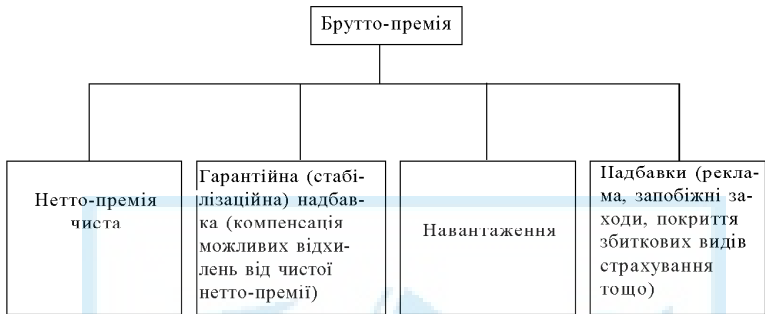 Брутто-премія
Нетто-премія
чиста
Гарантійна (стабі-
лізаційна) надбав-
ка (компенсація
можливих відхи-
лень від чистої
нетто-премії)
Навантаження
Надбавки (рекла-
ма, запобіжні за-
ходи, покриття
збиткових видів
страхування
тощо)